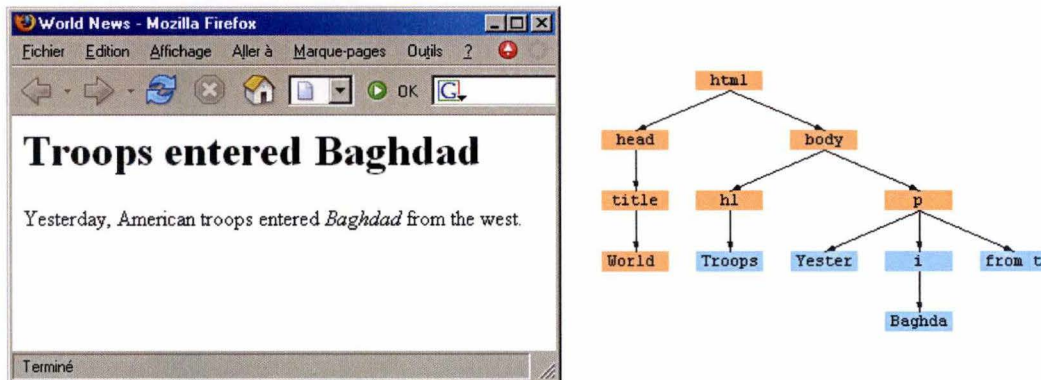 World News - Mozilla Firefox
Fichier Edition Affichage Aller à Marque-pages Outils ?
OK G
Troops entered Baghdad
Yesterday, American troops entered Baghdad from the west.
Terminé
html
head body
title h1 p
World Troops Yester i from t
Baghda